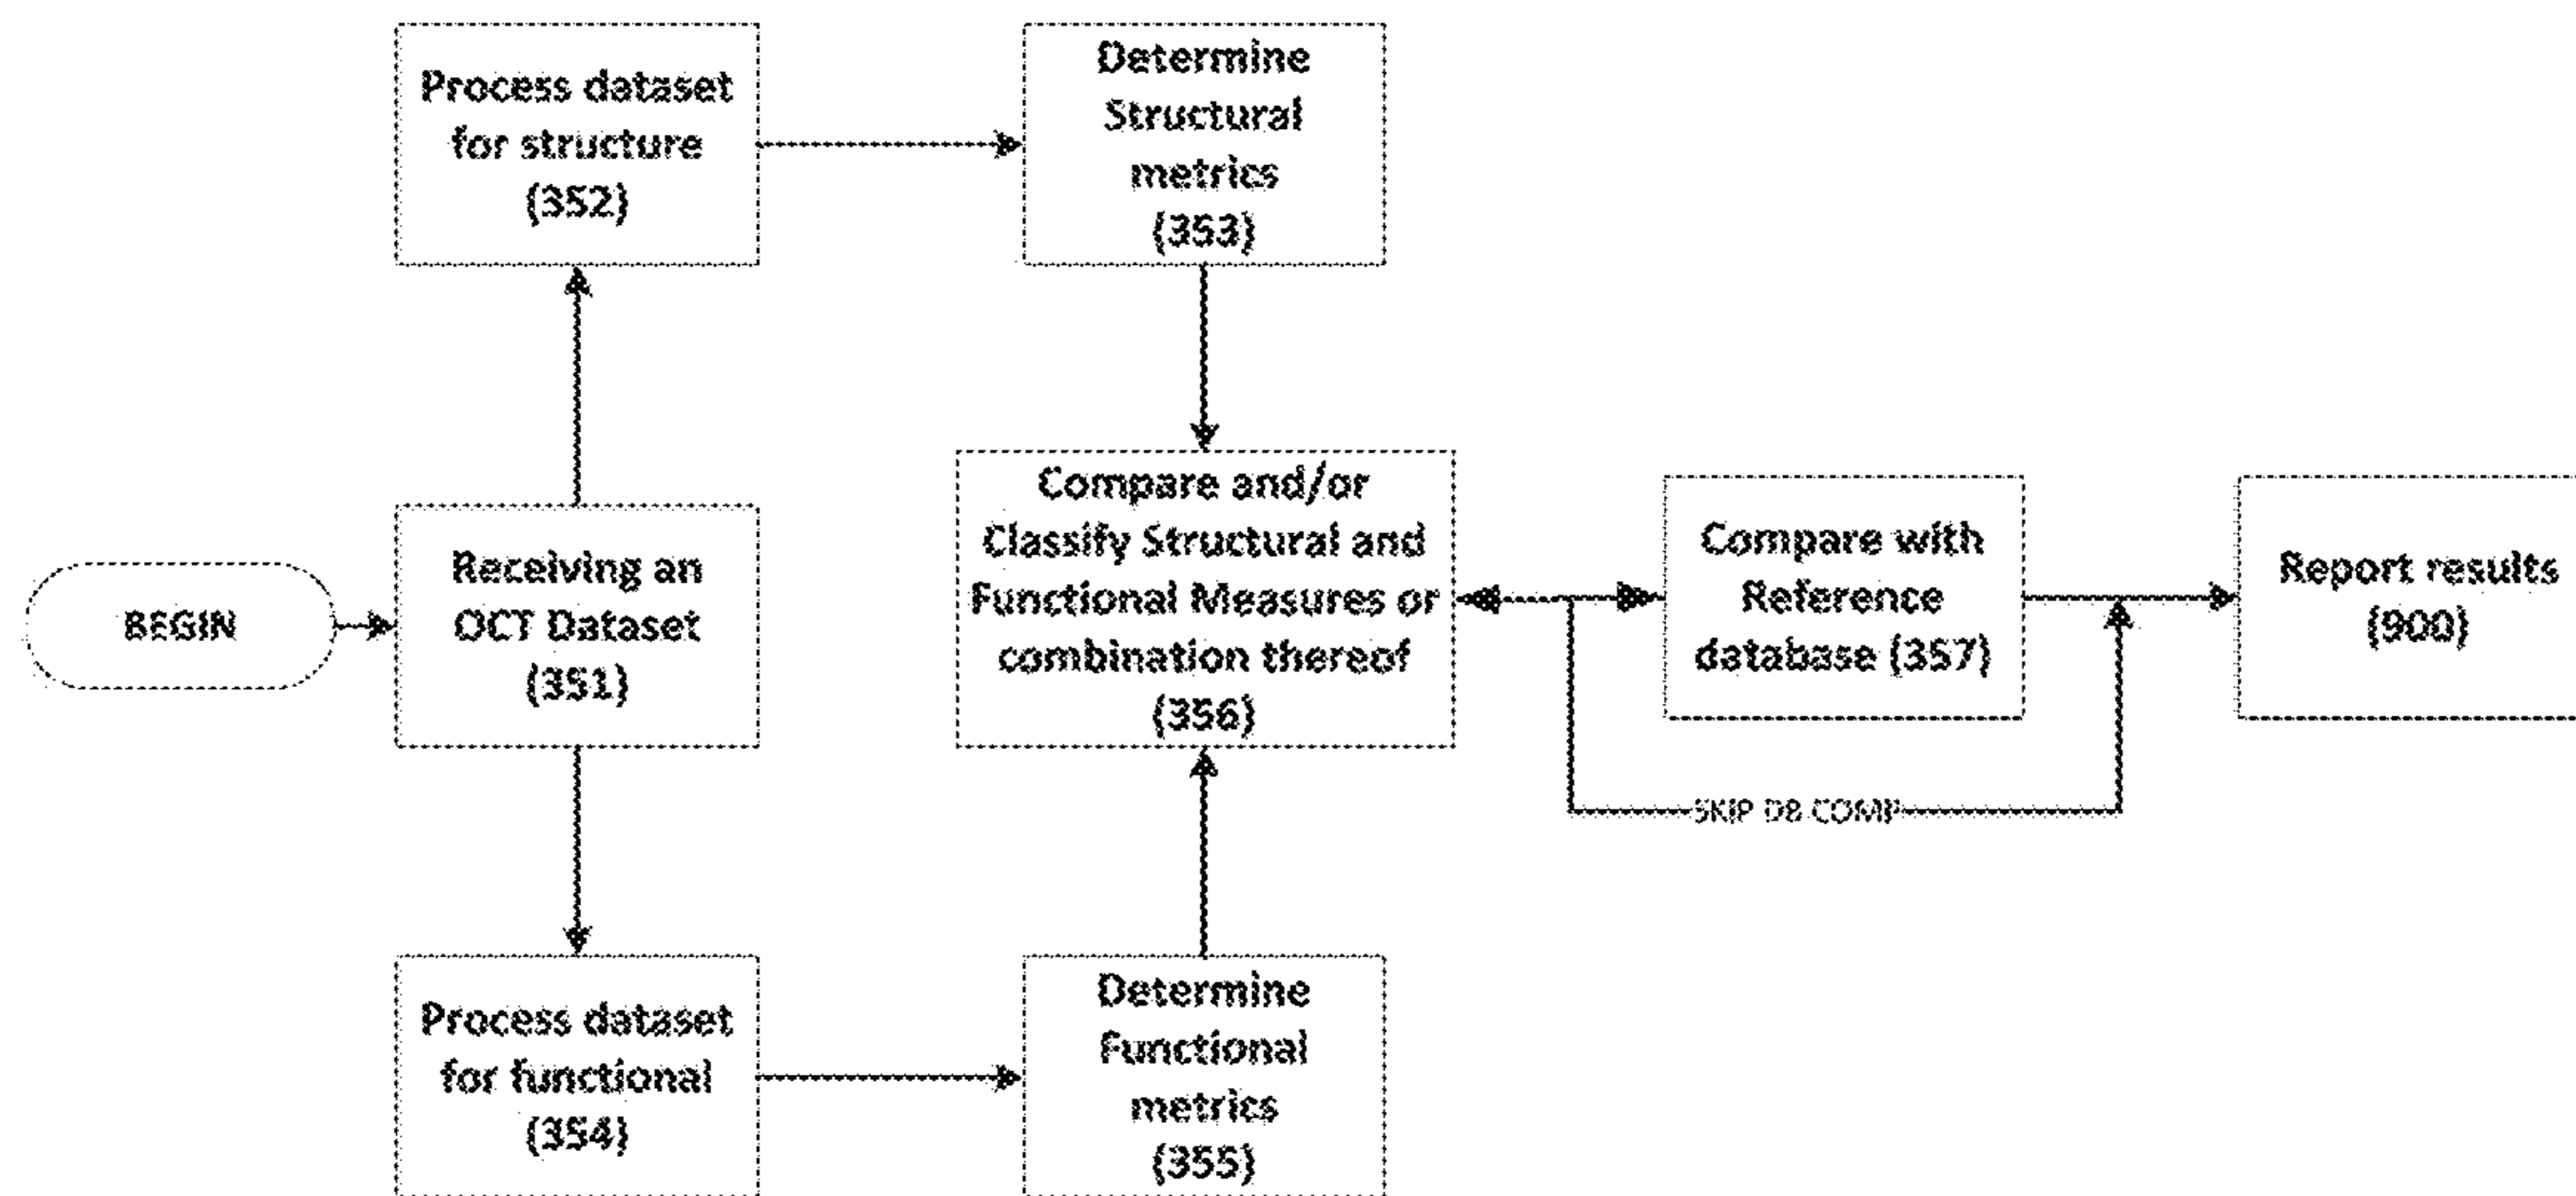 BEGIN
Receiving an
OCT Dataset
(351)
Process dataset
for structure
(352)
Determine
Structural
metrics
(353)
Process dataset
for functional
(354)
Determine
Functional
metrics
(355)
Compare and/or
Classify Structural and
Functional Measures or
combination thereof
(356)
Compare with
Reference
database (357)
SKIP DB COMP
Report results
(900)